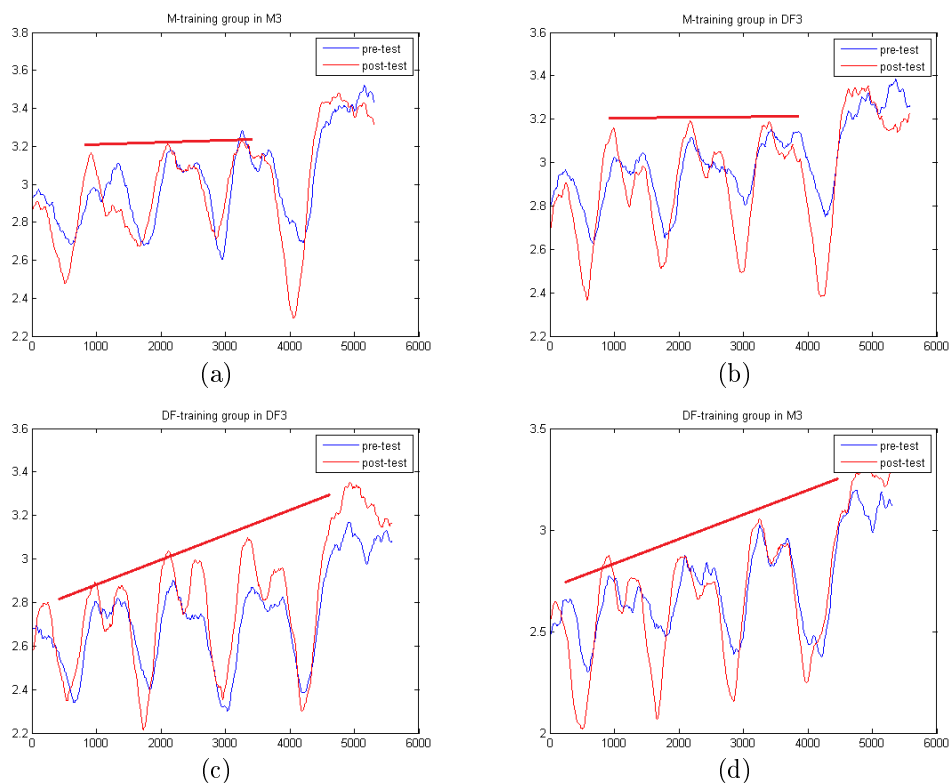 M-training group in M3
pre-test
post-test
3.8
3.6
3.4
3.2
3
2.8
2.6
2.4
2.2
0 1000 2000 3000 4000 5000 6000
(a)
M-training group in DF3
pre-test
post-test
3.6
3.4
3.2
3
2.8
2.6
2.4
2.2
0 1000 2000 3000 4000 5000 6000
(b)
DF-training group in DF3
pre-test
post-test
3.6
3.4
3.2
3
2.8
2.6
2.4
2.2
0 1000 2000 3000 4000 5000 6000
(c)
DF-training group in M3
pre-test
post-test
3.5
3
2.5
2
0 1000 2000 3000 4000 5000 6000
(d)